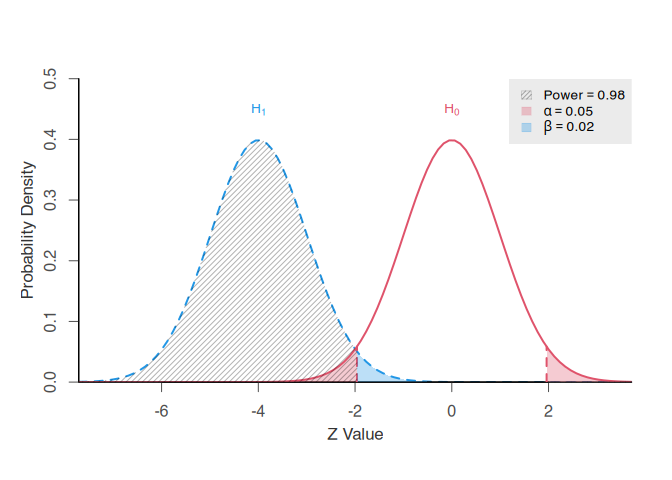 H₁
H₀
Power = 0.98
α = 0.05
β = 0.02
Probability Density
0.0
0.1
0.2
0.3
0.4
0.5
-6
-4
-2
0
2
Z Value